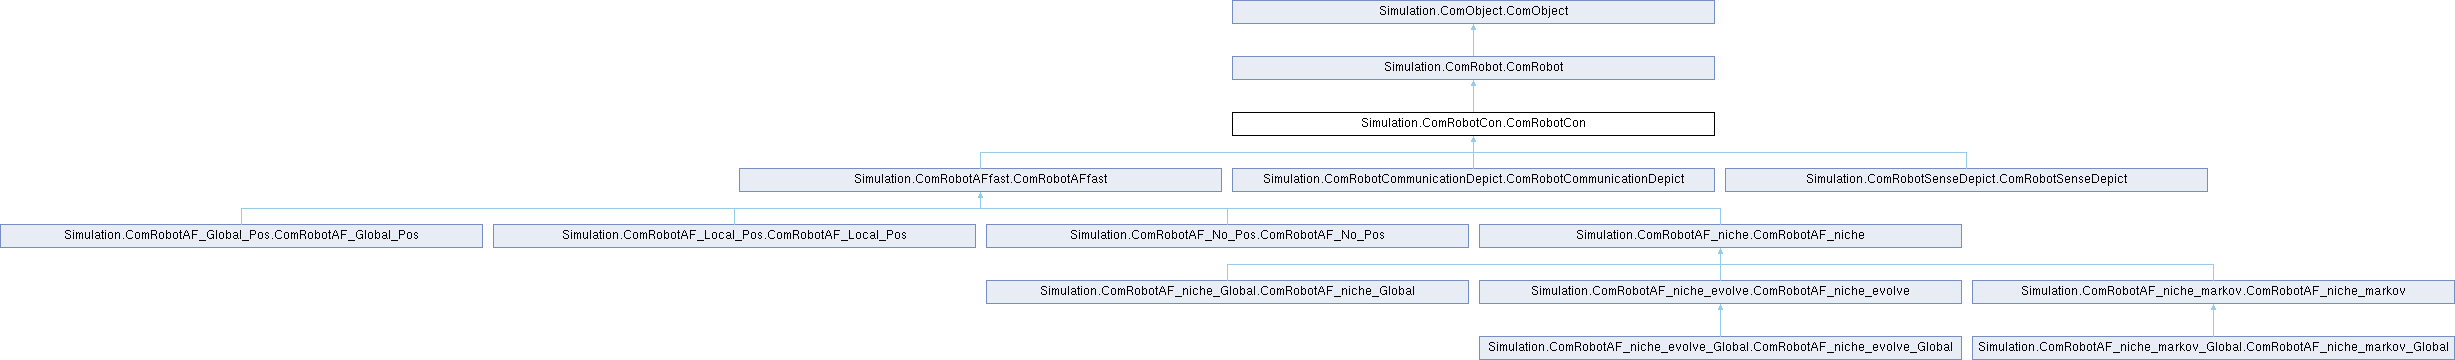 Simulation.ComObject.ComObject
Simulation.ComRobot.ComRobot
Simulation.ComRobotCon.ComRobotCon
Simulation.ComRobotAFfast.ComRobotAFfast
Simulation.ComRobotCommunicationDepict.ComRobotCommunicationDepict
Simulation.ComRobotSenseDepict.ComRobotSenseDepict
Simulation.ComRobotAF_Global_Pos.ComRobotAF_Global_Pos
Simulation.ComRobotAF_Local_Pos.ComRobotAF_Local_Pos
Simulation.ComRobotAF_No_Pos.ComRobotAF_No_Pos
Simulation.ComRobotAF_niche.ComRobotAF_niche
Simulation.ComRobotAF_niche_Global.ComRobotAF_niche_Global
Simulation.ComRobotAF_niche_evolve.ComRobotAF_niche_evolve
Simulation.ComRobotAF_niche_markov.ComRobotAF_niche_markov
Simulation.ComRobotAF_niche_evolve_Global.ComRobotAF_niche_evolve_Global
Simulation.ComRobotAF_niche_markov_Global.ComRobotAF_niche_markov_Global